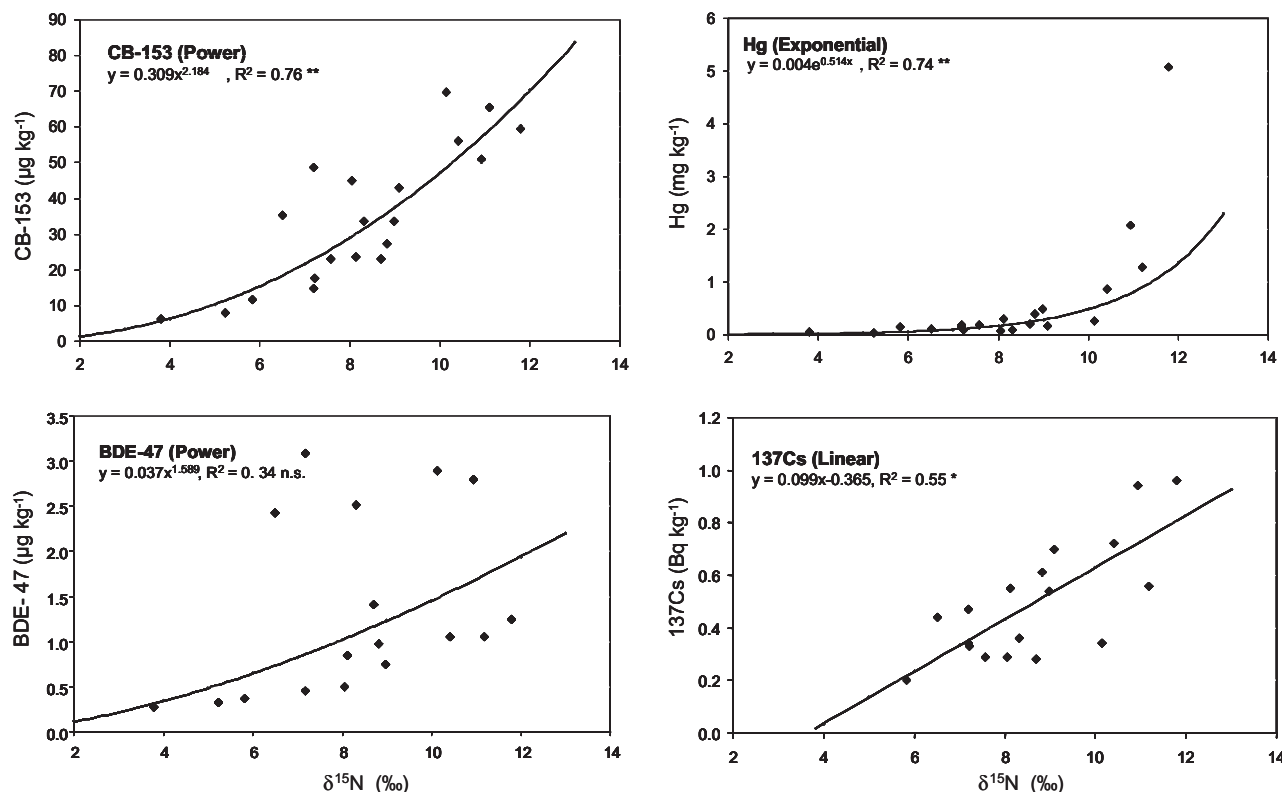 CB-153 (Power)
y = 0.309x^2.184 , R² = 0.76 **
CB-153 (µg kg⁻¹)
90
80
70
60
50
40
30
20
10
0
2 4 6 8 10 12 14
Hg (Exponential)
y = 0.004e^0.514x , R² = 0.74 **
Hg (mg kg⁻¹)
6
5
4
3
2
1
0
2 4 6 8 10 12 14
BDE-47 (Power)
y = 0.037x^1.589, R² = 0. 34 n.s.
BDE- 47 (µg kg⁻¹)
3.5
3.0
2.5
2.0
1.5
1.0
0.5
0.0
2 4 6 8 10 12 14
δ¹⁵N (‰)
137Cs (Linear)
y = 0.099x-0.365, R² = 0.55 *
137Cs (Bq kg⁻¹)
1.2
1.0
0.8
0.6
0.4
0.2
0.0
2 4 6 8 10 12 14
δ¹⁵N (‰)